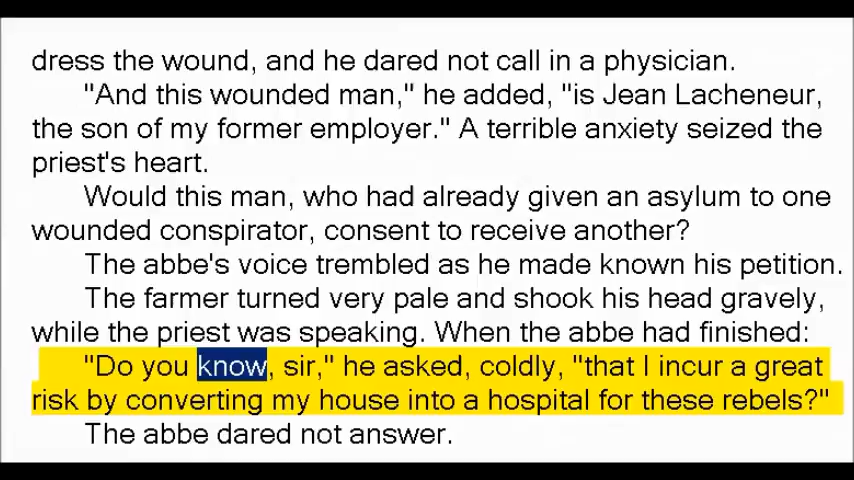 dress the wound, and he dared not call in a physician.
"And this wounded man," he added, "is Jean Lacheneur,
the son of my former employer." A terrible anxiety seized the
priest's heart.
Would this man, who had already given an asylum to one
wounded conspirator, consent to receive another?
The abbe's voice trembled as he made known his petition.
The farmer turned very pale and shook his head gravely,
while the priest was speaking. When the abbe had finished:
"Do you know, sir," he asked, coldly, "that I incur a great
risk by converting my house into a hospital for these rebels?"
The abbe dared not answer.